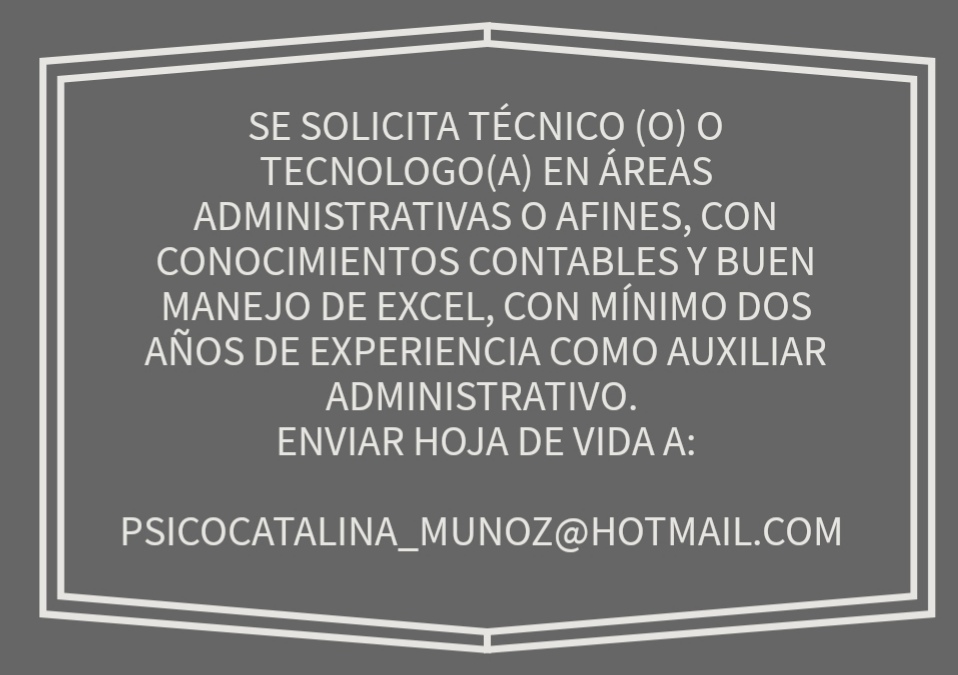 SE SOLICITA TÉCNICO (O) O
TECNOLOGO(A) EN ÁREAS
ADMINISTRATIVAS O AFINES, CON
CONOCIMIENTOS CONTABLES Y BUEN
MANEJO DE EXCEL, CON MÍNIMO DOS
AÑOS DE EXPERIENCIA COMO AUXILIAR
ADMINISTRATIVO.
ENVIAR HOJA DE VIDA A:
PSICOCATALINA_MUNOZ@HOTMAIL.COM